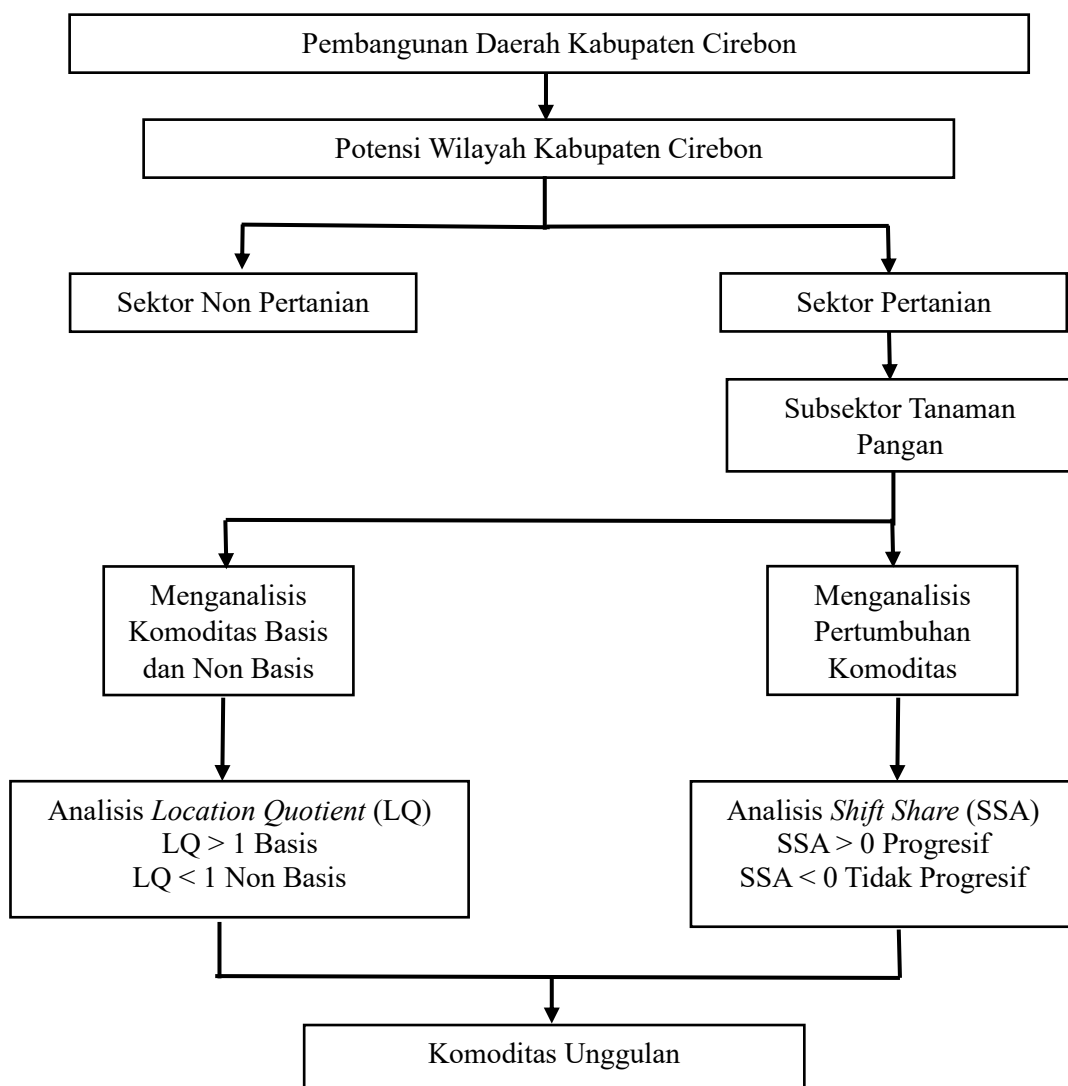 Pembangunan Daerah Kabupaten Cirebon
Potensi Wilayah Kabupaten Cirebon
Sektor Non Pertanian
Sektor Pertanian
Subsektor Tanaman
Pangan
Menganalisis
Komoditas Basis
dan Non Basis
Menganalisis
Pertumbuhan
Komoditas
Analisis Location Quotient (LQ)
LQ > 1 Basis
LQ < 1 Non Basis
Analisis Shift Share (SSA)
SSA > 0 Progresif
SSA < 0 Tidak Progresif
Komoditas Unggulan